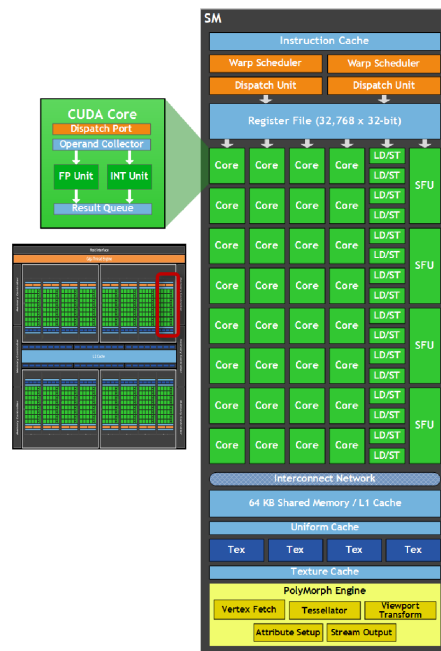 SM
Instruction Cache
Warp Scheduler Warp Scheduler
Dispatch Unit Dispatch Unit
Register File (32,768 x 32-bit)
CUDA Core
Dispatch Port
Operand Collector
FP Unit INT Unit
Result Queue
Core Core Core Core LD/ST LD/ST SFU
Core Core Core Core LD/ST LD/ST
Core Core Core Core LD/ST LD/ST SFU
Core Core Core Core LD/ST LD/ST
Core Core Core Core LD/ST LD/ST SFU
Core Core Core Core LD/ST LD/ST
Core Core Core Core LD/ST LD/ST SFU
Core Core Core Core LD/ST LD/ST
Interconnect Network
64 KB Shared Memory / L1 Cache
Uniform Cache
Tex Tex Tex Tex
Texture Cache
PolyMorph Engine
Vertex Fetch Tessellator Viewport
Transform
Attribute Setup Stream Output